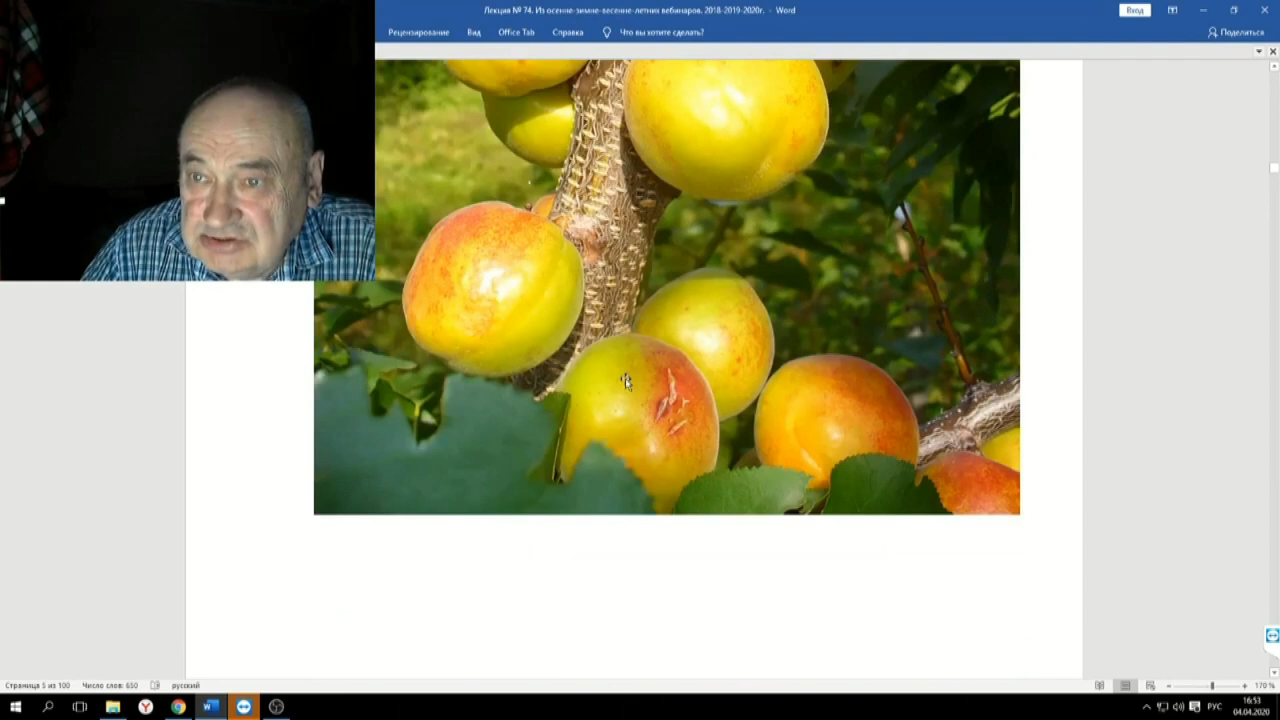 Лекция № 74. Из осенне-зимне-весенне-летних вебинаров. 2018-2019-2020г. - Word
Вход
Рецензирование Вид Office Tab Справка Что вы хотите сделать? Поделиться
Страница 5 из 100 Число слов: 650 русский 170 %
W
РУС
16:53
04.04.2020